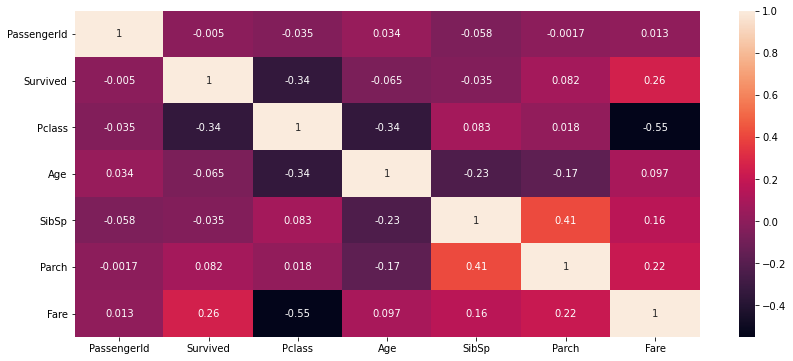 PassengerId 1 -0.005 -0.035 0.034 -0.058 -0.0017 0.013
Survived -0.005 1 -0.34 -0.065 -0.035 0.082 0.26
Pclass -0.035 -0.34 1 -0.34 0.083 0.018 -0.55
Age 0.034 -0.065 -0.34 1 -0.23 -0.17 0.097
SibSp -0.058 -0.035 0.083 -0.23 1 0.41 0.16
Parch -0.0017 0.082 0.018 -0.17 0.41 1 0.22
Fare 0.013 0.26 -0.55 0.097 0.16 0.22 1
PassengerId Survived Pclass Age SibSp Parch Fare
1.0
0.8
0.6
0.4
0.2
0.0
−0.2
−0.4